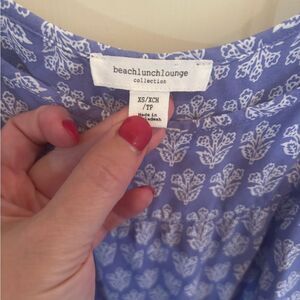 beachlunchlounge
collection
XS/XCH
/TP
Made in